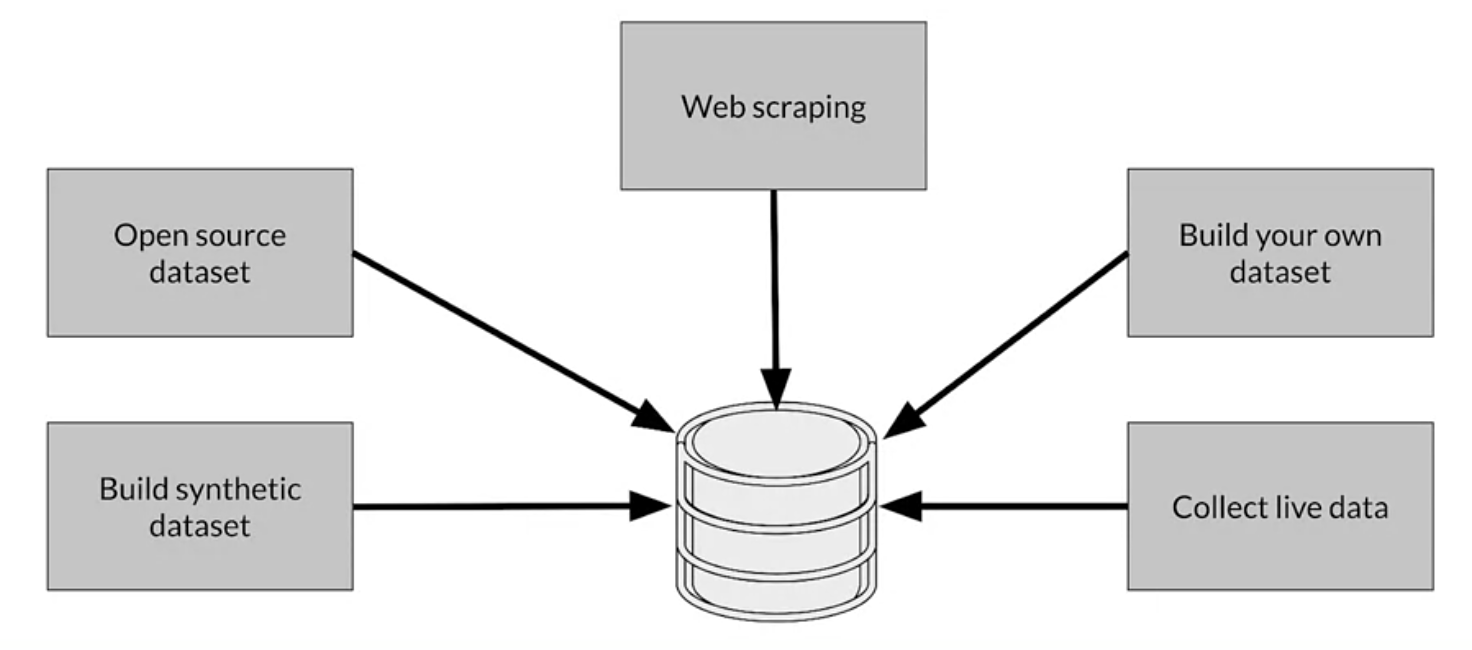 Web scraping
Open source
dataset
Build your own
dataset
Build synthetic
dataset
Collect live data